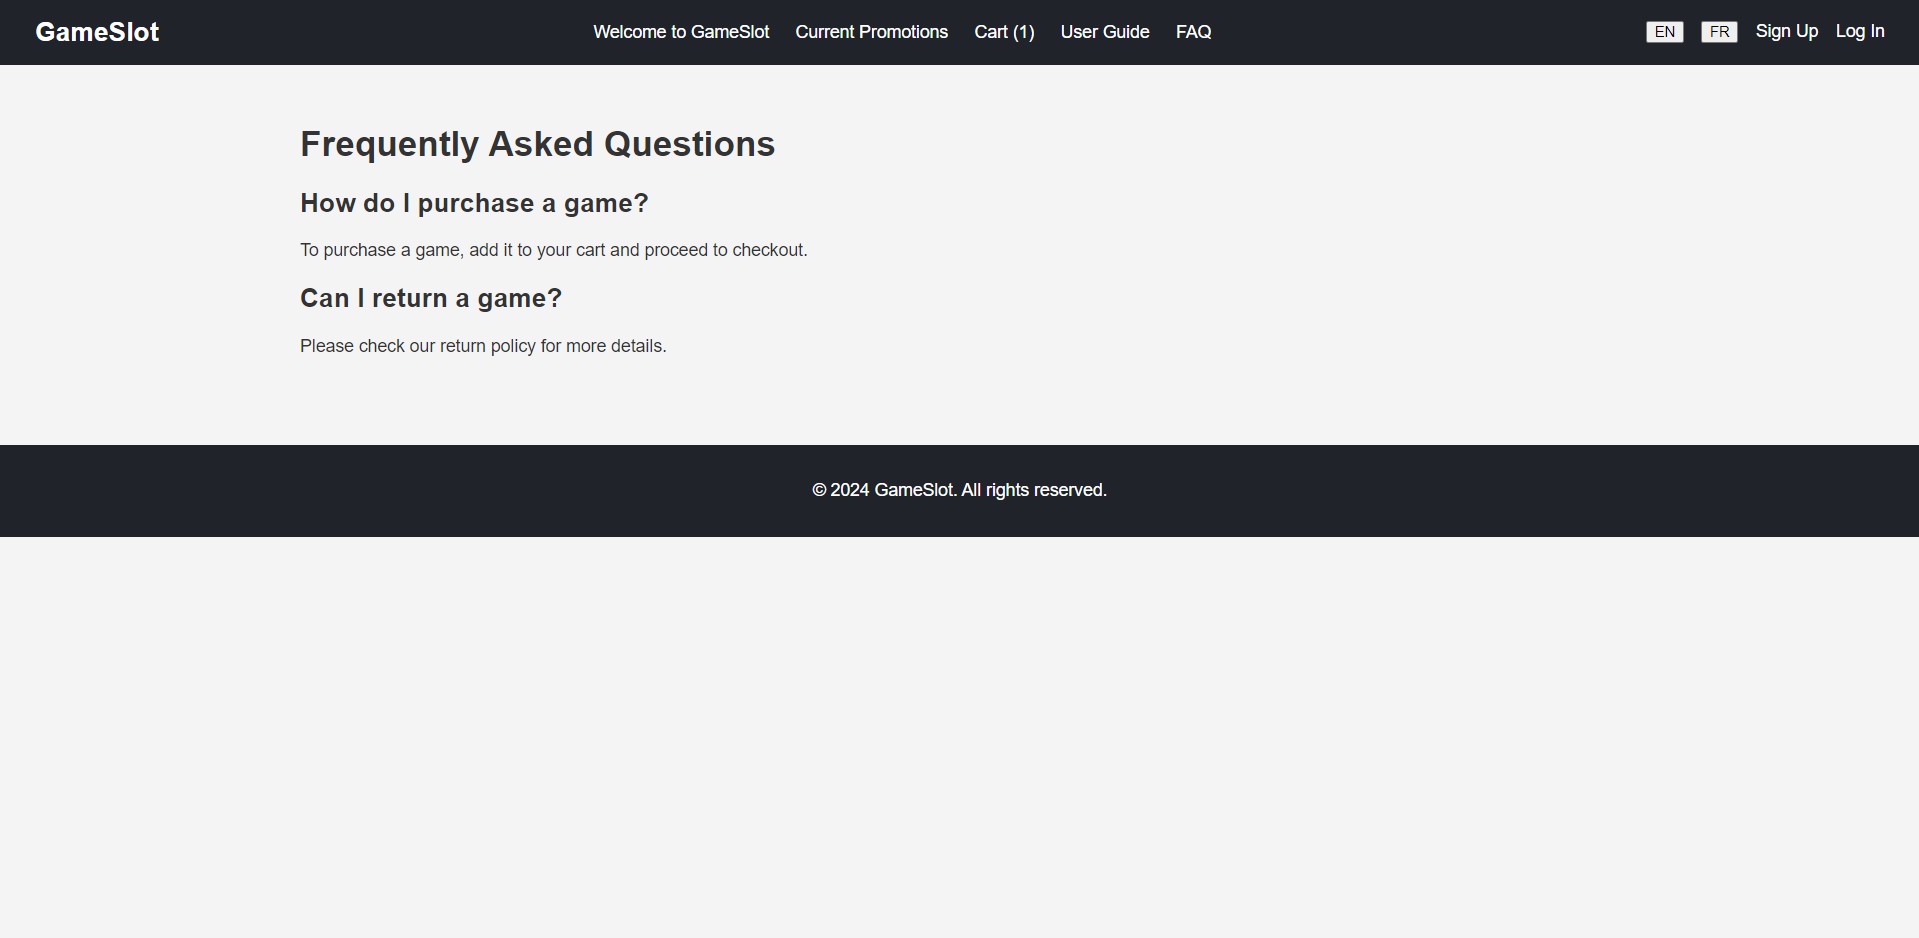 GameSlot
Welcome to GameSlot Current Promotions Cart (1) User Guide FAQ
EN FR Sign Up Log In
Frequently Asked Questions
How do I purchase a game?
To purchase a game, add it to your cart and proceed to checkout.
Can I return a game?
Please check our return policy for more details.
© 2024 GameSlot. All rights reserved.